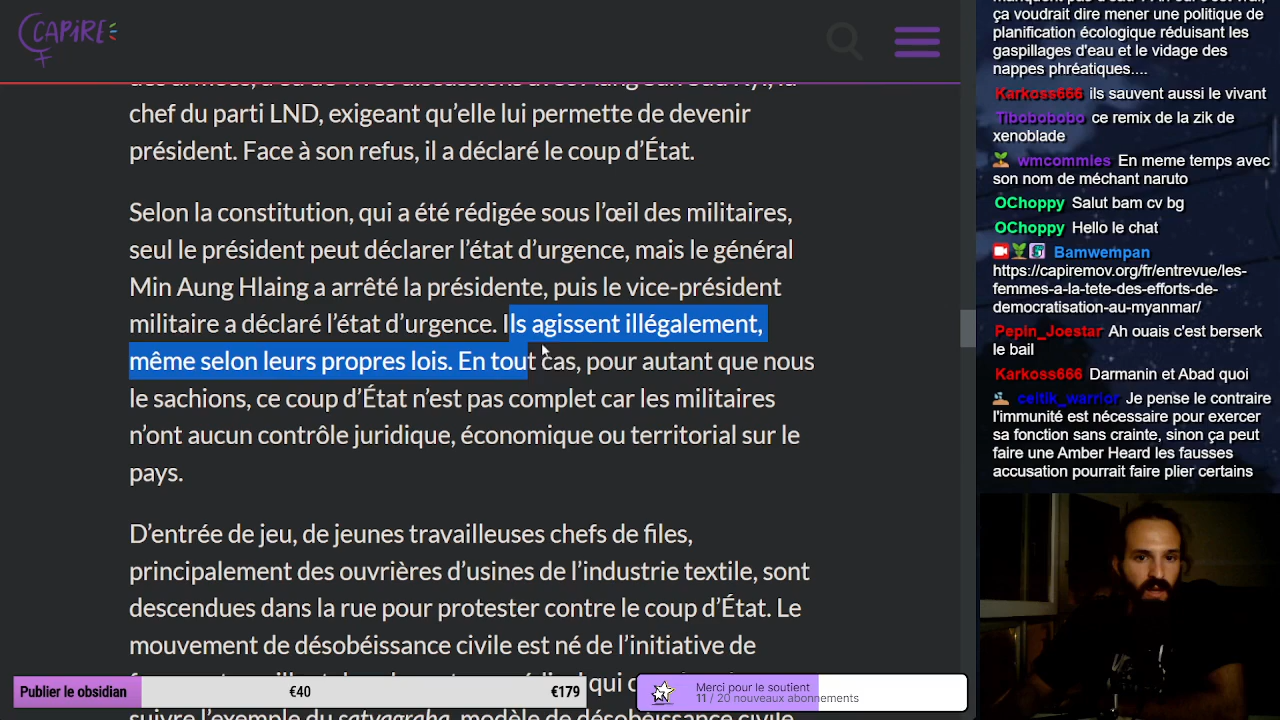 CAPIRE
chef du parti LND, exigeant qu'elle lui permette de devenir
président. Face à son refus, il a déclaré le coup d'État.
Selon la constitution, qui a été rédigée sous l'œil des militaires,
seul le président peut déclarer l'état d'urgence, mais le général
Min Aung Hlaing a arrêté la présidente, puis le vice-président
militaire a déclaré l'état d'urgence. Ils agissent illégalement,
même selon leurs propres lois. En tout cas, pour autant que nous
le sachions, ce coup d'État n'est pas complet car les militaires
n'ont aucun contrôle juridique, économique ou territorial sur le
pays.
D'entrée de jeu, de jeunes travailleuses chefs de files,
principalement des ouvrières d'usines de l'industrie textile, sont
descendues dans la rue pour protester contre le coup d'État. Le
mouvement de désobéissance civile est né de l'initiative de
qui
suivre l'exemple du satyagraha, modèle de désobéissance civile
Publier le obsidian €40 €179
Merci pour le soutient
11 / 20 nouveaux abonnements
ça voudrait dire mener une politique de
planification écologique réduisant les
gaspillages d'eau et le vidage des
nappes phréatiques....
Karkoss666 ils sauvent aussi le vivant
Tibobobobo ce remix de la zik de
xenoblade
wmcommies En meme temps avec
son nom de méchant naruto
OChoppy Salut bam cv bg
OChoppy Hello le chat
Bamwempan
https://capiremov.org/fr/entrevue/les-
femmes-a-la-tete-des-efforts-de-
democratisation-au-myanmar/
Pepin_Joestar Ah ouais c'est berserk
le bail
Karkoss666 Darmanin et Abad quoi
celtik_warrior Je pense le contraire
l'immunité est nécessaire pour exercer
sa fonction sans crainte, sinon ça peut
faire une Amber Heard les fausses
accusation pourrait faire plier certains